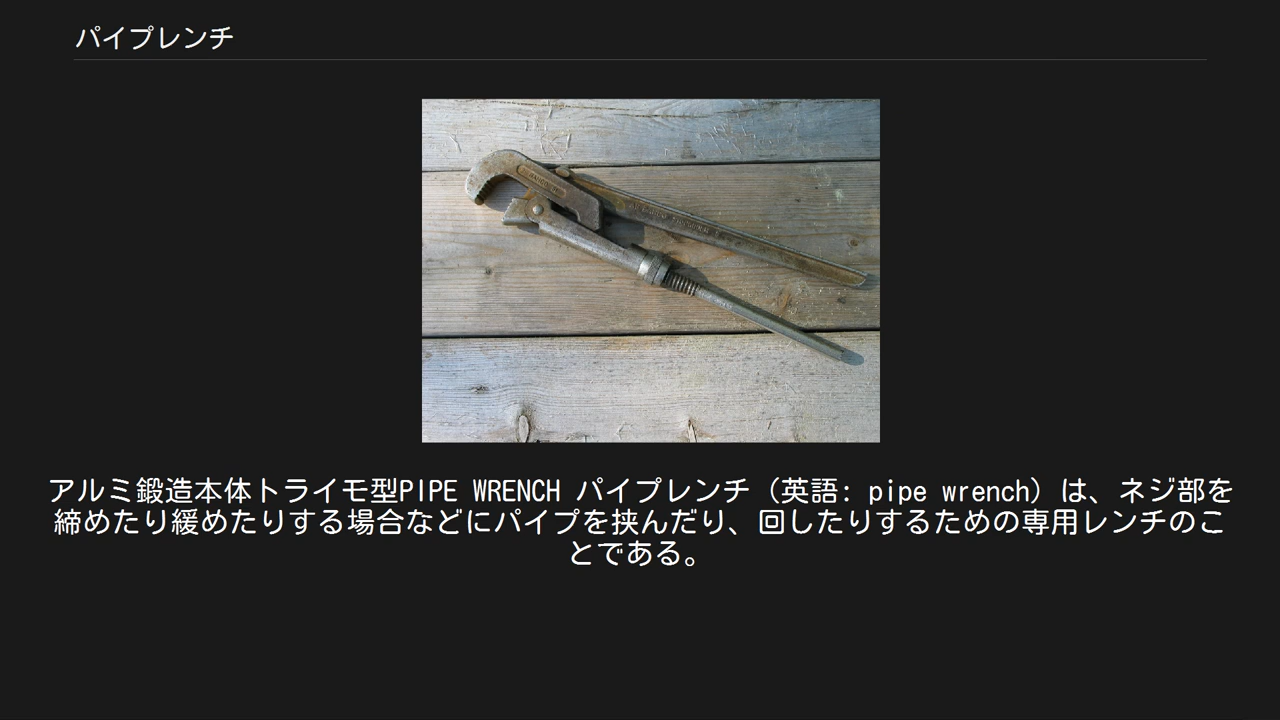 パイプレンチ
アルミ鍛造本体トライモ型PIPE WRENCH パイプレンチ（英語: pipe wrench）は、ネジ部を
締めたり緩めたりする場合などにパイプを挟んだり、回したりするための専用レンチのこ
とである。